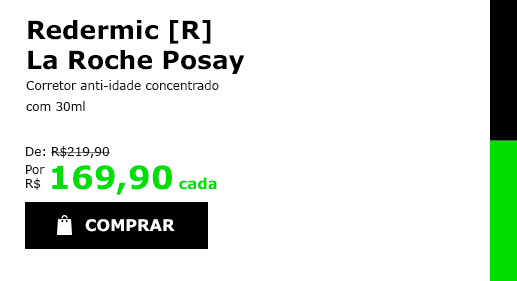 Redermic [R]
La Roche Posay
Corretor anti-idade concentrado
com 30ml
De: R$219,90
Por
R$ 169,90 cada
COMPRAR